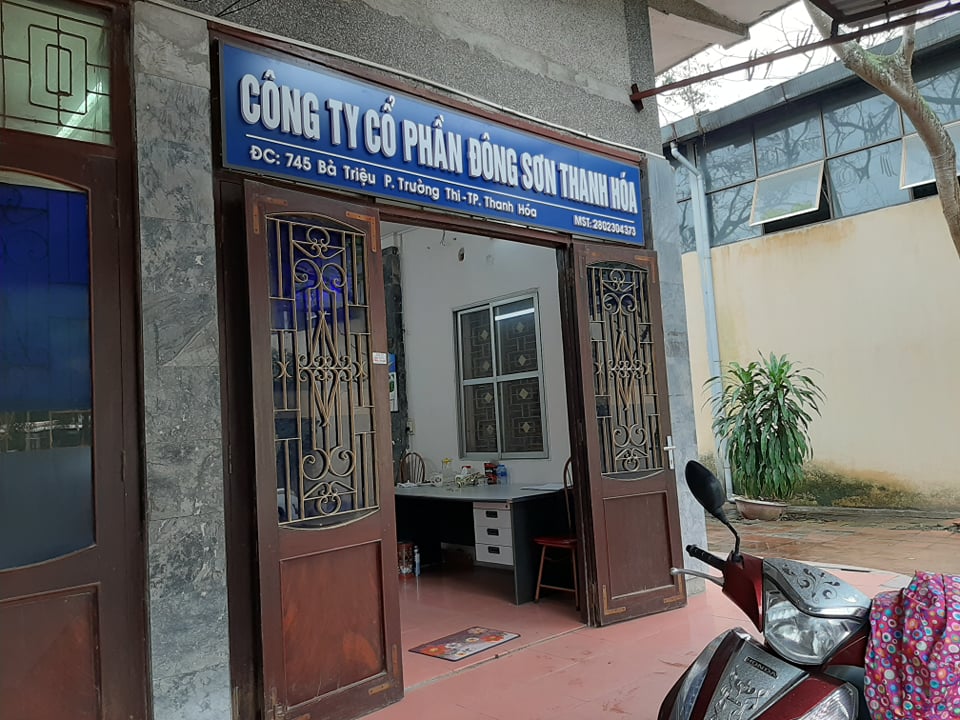 CÔNG TY CỔ PHẦN ĐÔNG SƠN THANH HÓA
ĐC: 745 Bà Triệu P. Trường Thi -TP. Thanh Hóa
MST: 2802304373
HONDA